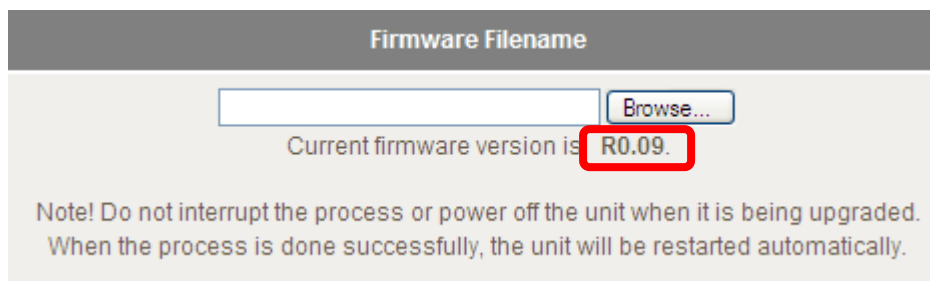 Firmware Filename
Browse...
Current firmware version is R0.09.
Note! Do not interrupt the process or power off the unit when it is being upgraded.
When the process is done successfully, the unit will be restarted automatically.